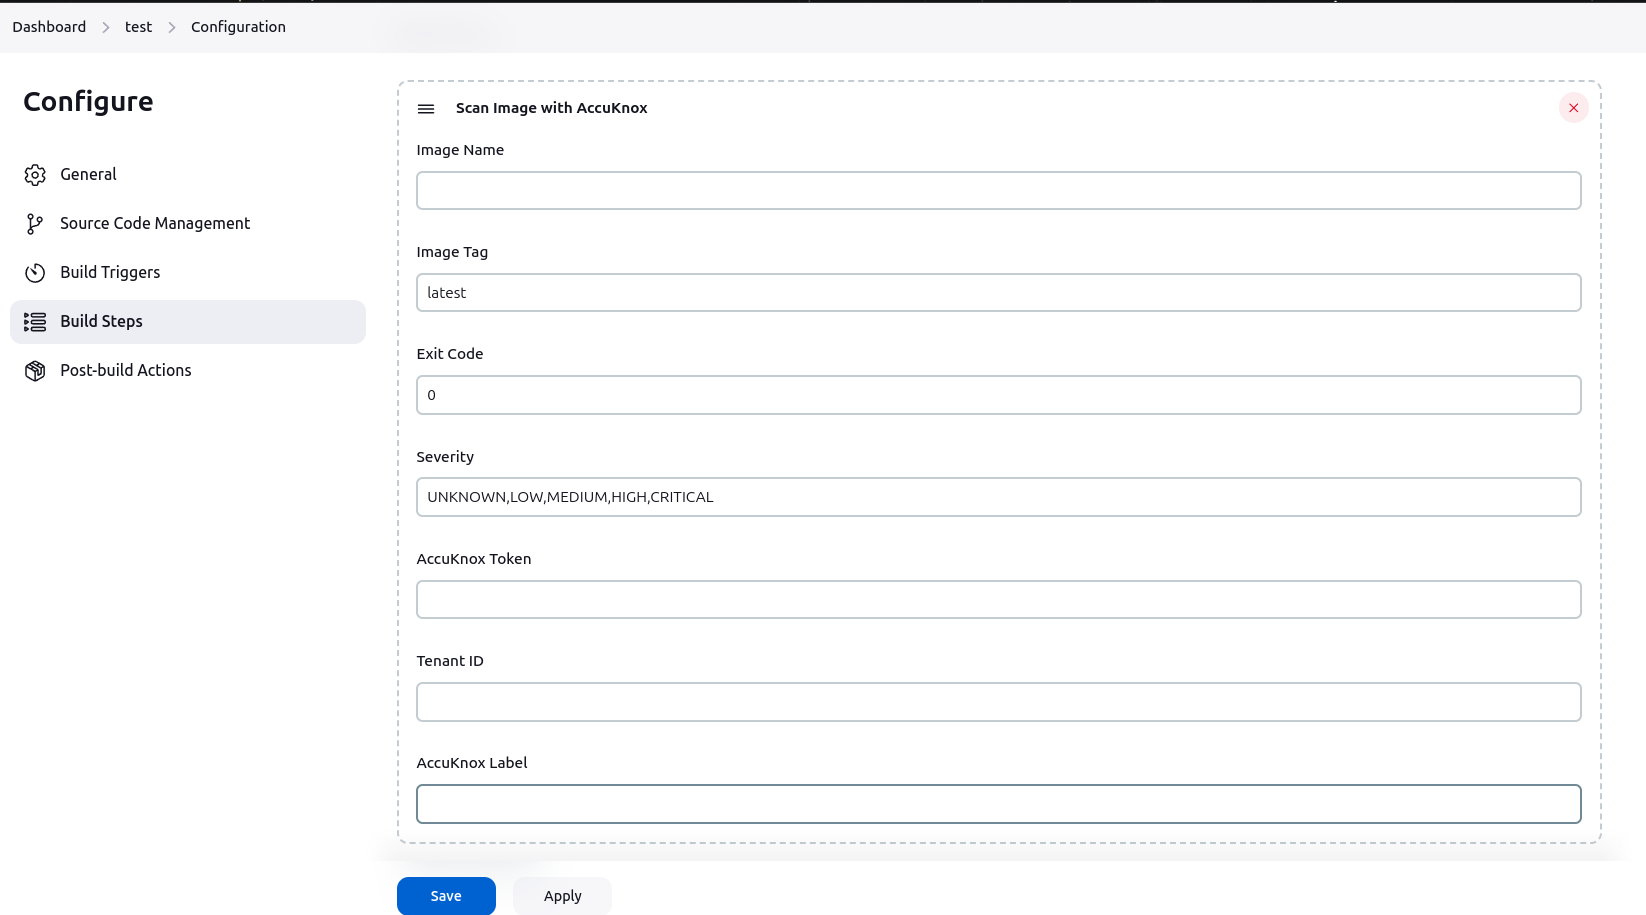 Dashboard > test > Configuration
Configure
General
Source Code Management
Build Triggers
Build Steps
Post-build Actions
Scan Image with AccuKnox
Image Name
Image Tag
latest
Exit Code
0
Severity
UNKNOWN,LOW,MEDIUM,HIGH,CRITICAL
AccuKnox Token
Tenant ID
AccuKnox Label
Save Apply